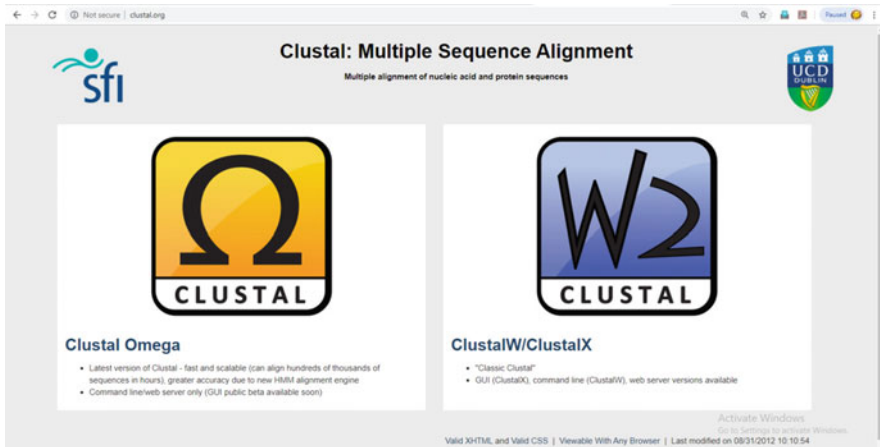 Not secure | clustal.org
Paused
sfi
Clustal: Multiple Sequence Alignment
Multiple alignment of nucleic acid and protein sequences
UCD
DUBLIN
Ω
CLUSTAL
W2
CLUSTAL
Clustal Omega
• Latest version of Clustal - fast and scalable (can align hundreds of thousands of
sequences in hours), greater accuracy due to new HMM alignment engine
• Command line/web server only (GUI public beta available soon)
ClustalW/ClustalX
• "Classic Clustal"
• GUI (ClustalX), command line (ClustalW), web server versions available
Activate Windows
Go to Settings to activate Windows.
Valid XHTML and Valid CSS | Viewable With Any Browser | Last modified on 08/31/2012 10:10:54